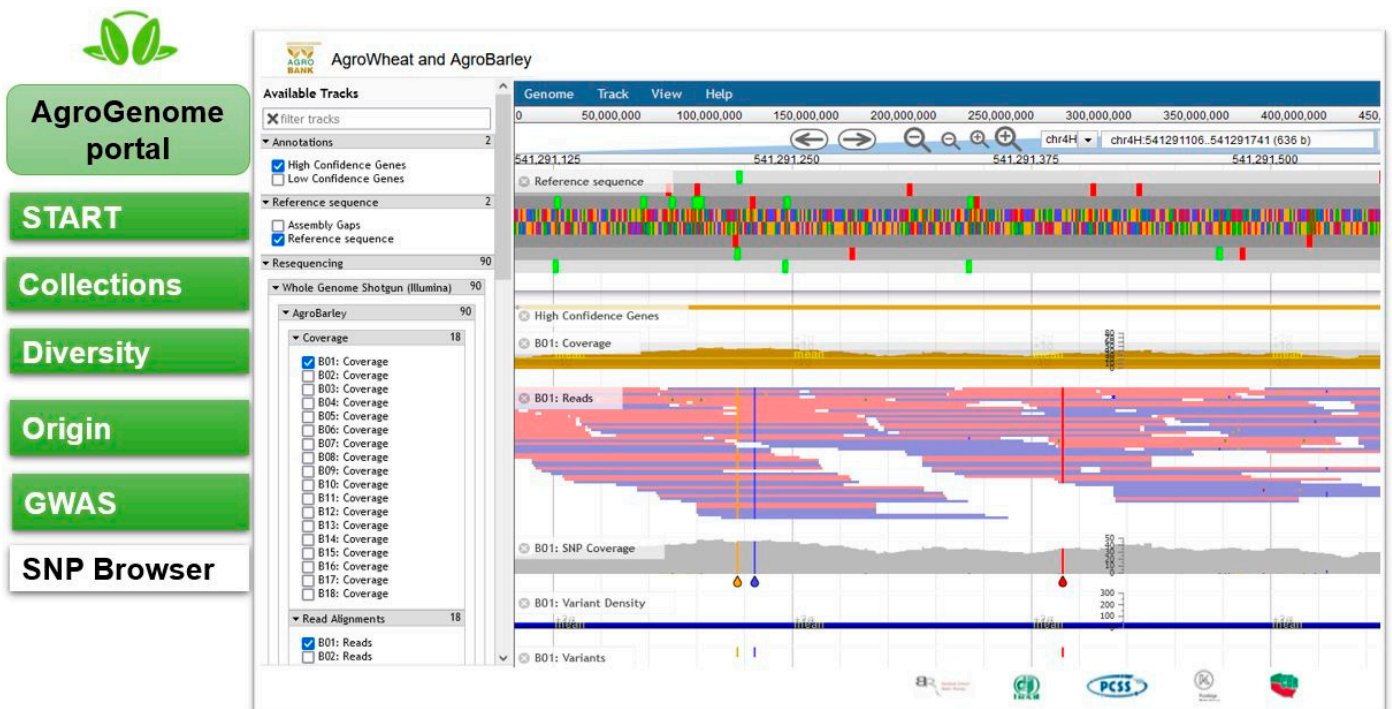 AgroGenome
portal
START
Collections
Diversity
Origin
GWAS
SNP Browser
AGRO
BANK
AgroWheat and AgroBarley
Available Tracks
filter tracks
Annotations 2
High Confidence Genes
Low Confidence Genes
Reference sequence 2
Assembly Gaps
Reference sequence
Resequencing 90
Whole Genome Shotgun (Illumina) 90
AgroBarley 90
Coverage 18
B01: Coverage
B02: Coverage
B03: Coverage
B04: Coverage
B05: Coverage
B06: Coverage
B07: Coverage
B08: Coverage
B09: Coverage
B10: Coverage
B11: Coverage
B12: Coverage
B13: Coverage
B14: Coverage
B15: Coverage
B16: Coverage
B17: Coverage
B18: Coverage
Read Alignments 18
B01: Reads
B02: Reads
Genome Track View Help
0 50,000,000 100,000,000 150,000,000 200,000,000 250,000,000 300,000,000 350,000,000 400,000,000 450,
chr4H chr4H:541291106..541291741 (636 b)
541,291,125 541,291,250 541,291,375 541,291,500
Reference sequence
High Confidence Genes
B01: Coverage
mean mean mean mean
B01: Reads
B01: SNP Coverage
50
B01: Variant Density
300
200
100
mean mean mean mean
B01: Variants
PCSS